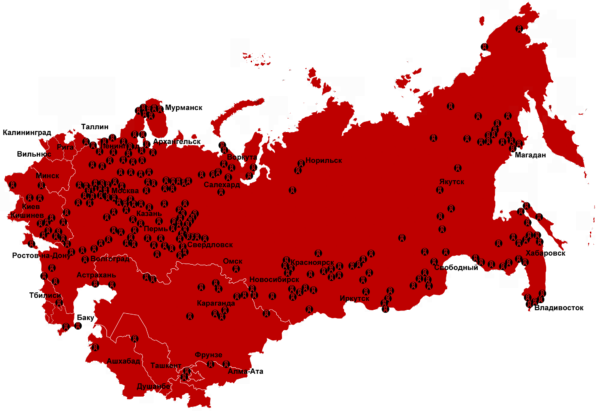 Мурманск
Таллин
Калининград
Рига
Ленинград
Архангельск
Вильнюс
Воркута
Норильск
Магадан
Минск
Салехард
Москва
Якутск
Киев
Казань
Кишинев
Пермь
Свердловск
Ростов-на-Дону
Волгоград
Омск
Красноярск
Свободный
Хабаровск
Астрахань
Новосибирск
Тбилиси
Караганда
Иркутск
Владивосток
Баку
Фрунзе
Ашхабад
Ташкент
Алма-Ата
Душанбе